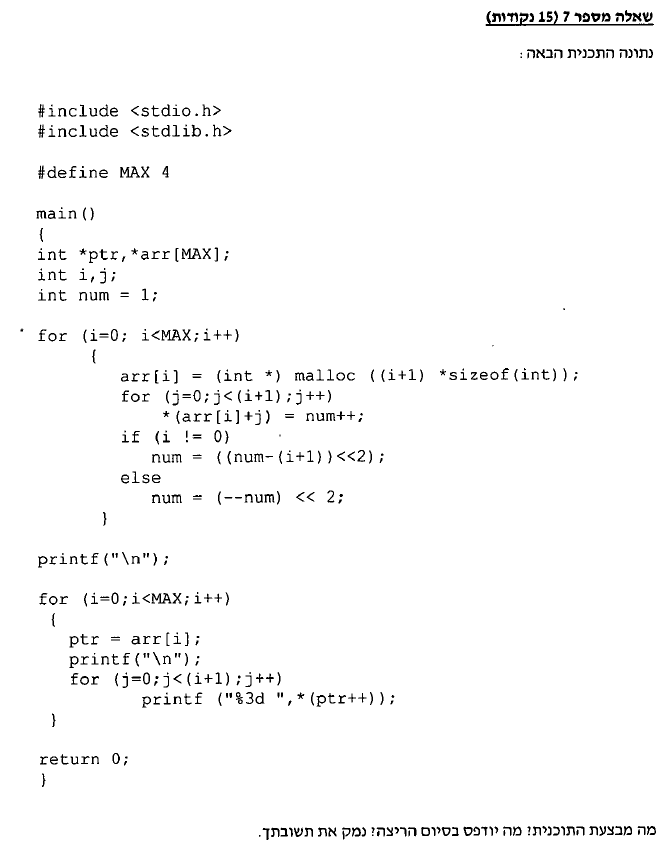 שאלה מספר 7 (15 נקודות)
נתונה התכנית הבאה :
#include <stdio.h>
#include <stdlib.h>
#define MAX 4
main()
{
int *ptr,*arr[MAX];
int i,j;
int num = 1;
for (i=0; i<MAX;i++)
{
arr[i] = (int *) malloc ((i+1) *sizeof(int));
for (j=0;j<(i+1);j++)
*(arr[i]+j) = num++;
if (i != 0)
num = ((num-(i+1))<<2);
else
num = (--num) << 2;
}
printf("\n");
for (i=0;i<MAX;i++)
{
ptr = arr[i];
printf("\n");
for (j=0;j<(i+1);j++)
printf ("%3d ",*(ptr++));
}
return 0;
}
מה מבצעת התוכנית? מה יודפס בסיום הריצה? נמק את תשובתך.